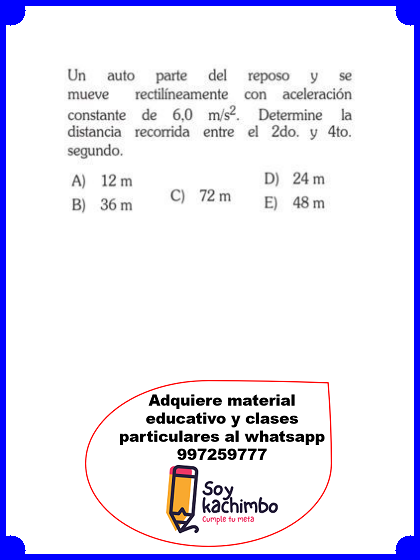 Un auto parte del reposo y se
mueve rectilíneamente con aceleración
constante de 6,0 m/s². Determine la
distancia recorrida entre el 2do. y 4to.
segundo.
A) 12 m
B) 36 m
C) 72 m
D) 24 m
E) 48 m
Adquiere material
educativo y clases
particulares al whatsapp
997259777
Soy
kachimbo
Cumple tu meta